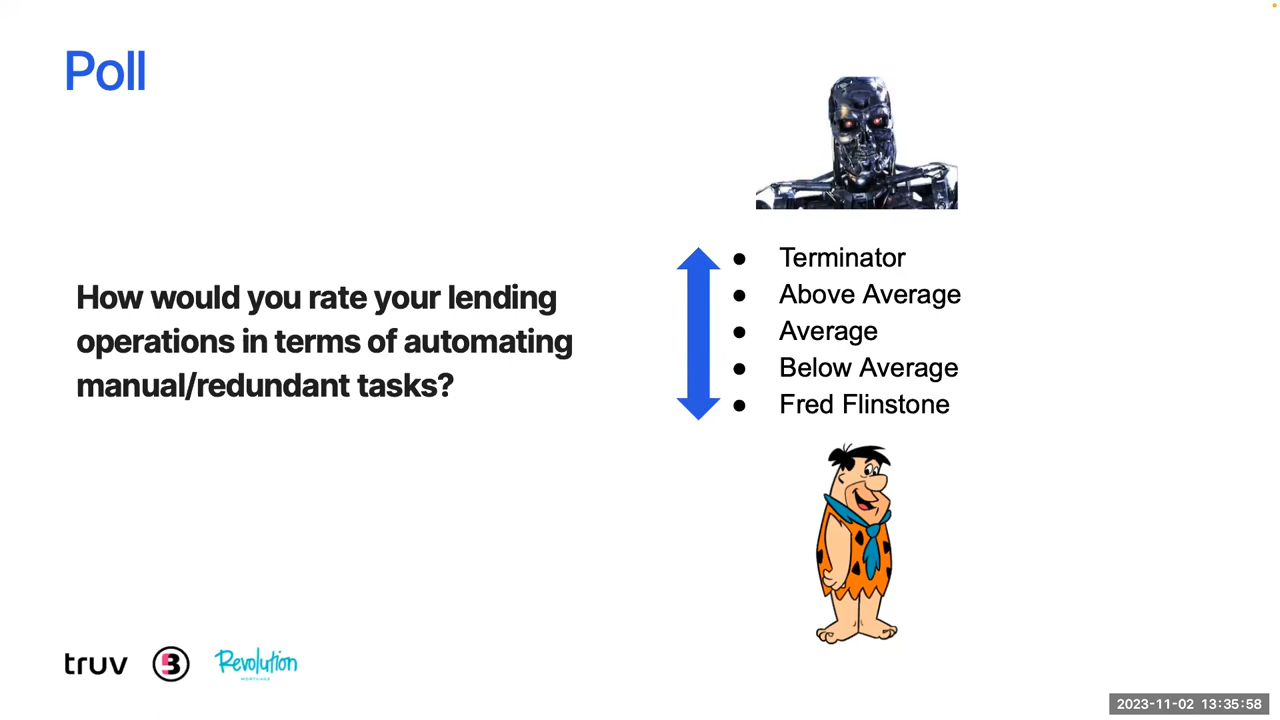 Poll
How would you rate your lending
operations in terms of automating
manual/redundant tasks?
● Terminator
● Above Average
● Average
● Below Average
● Fred Flinstone
truv
B
Revolution
MORTGAGE
2023-11-02 13:35:58